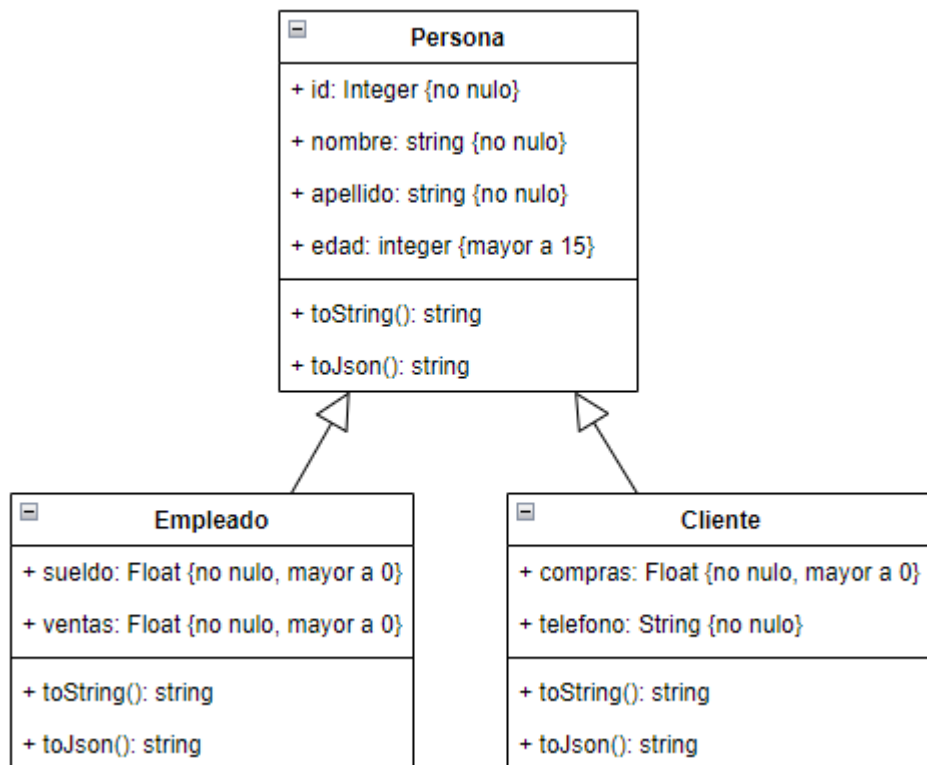 Persona
+ id: Integer {no nulo}
+ nombre: string {no nulo}
+ apellido: string {no nulo}
+ edad: integer {mayor a 15}
+ toString(): string
+ toJson(): string
Empleado
+ sueldo: Float {no nulo, mayor a 0}
+ ventas: Float {no nulo, mayor a 0}
+ toString(): string
+ toJson(): string
Cliente
+ compras: Float {no nulo, mayor a 0}
+ telefono: String {no nulo}
+ toString(): string
+ toJson(): string